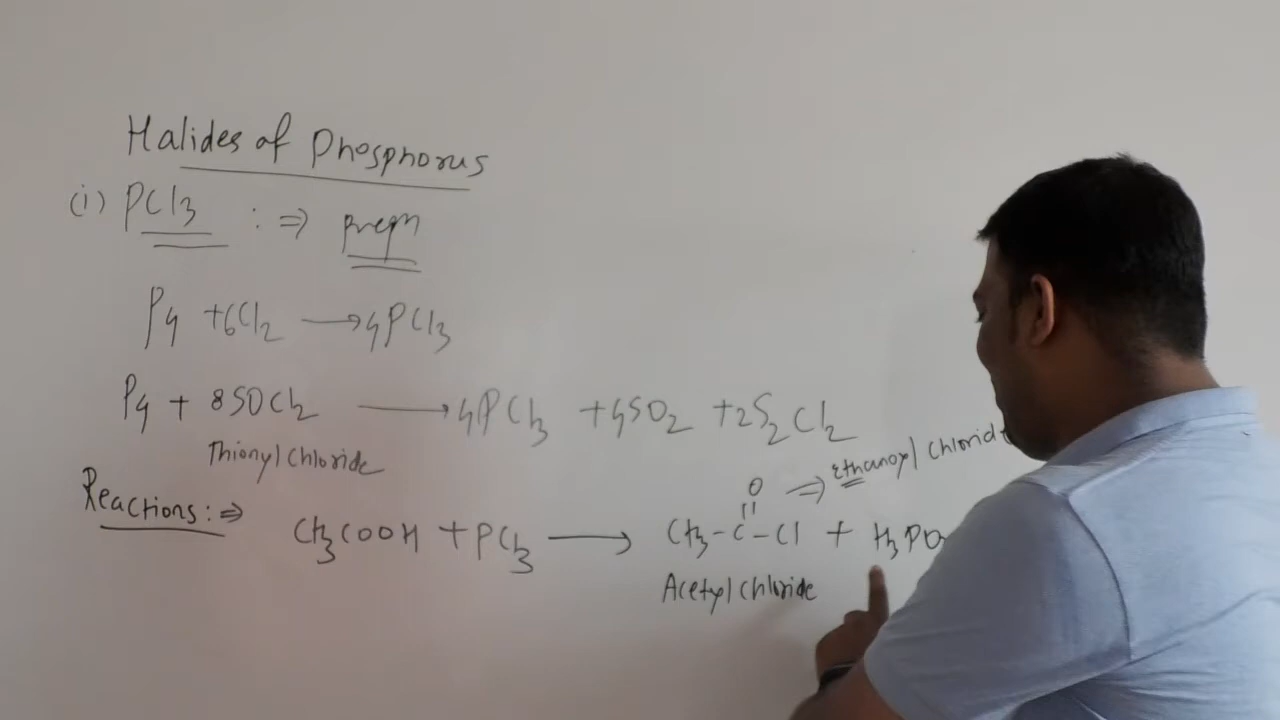 Halides of Phosphorus
(i) PCl3 : ⇒ prepn
P4 + 6Cl2 → 4PCl3
P4 + 8SOCl2 → 4PCl3 + 4SO2 + 2S2Cl2
Thionyl chloride
⇒ Ethanoyl chloride
Reactions : ⇒ CH3COOH + PCl3 → CH3-C-Cl + H3PO
O
Acetyl chloride